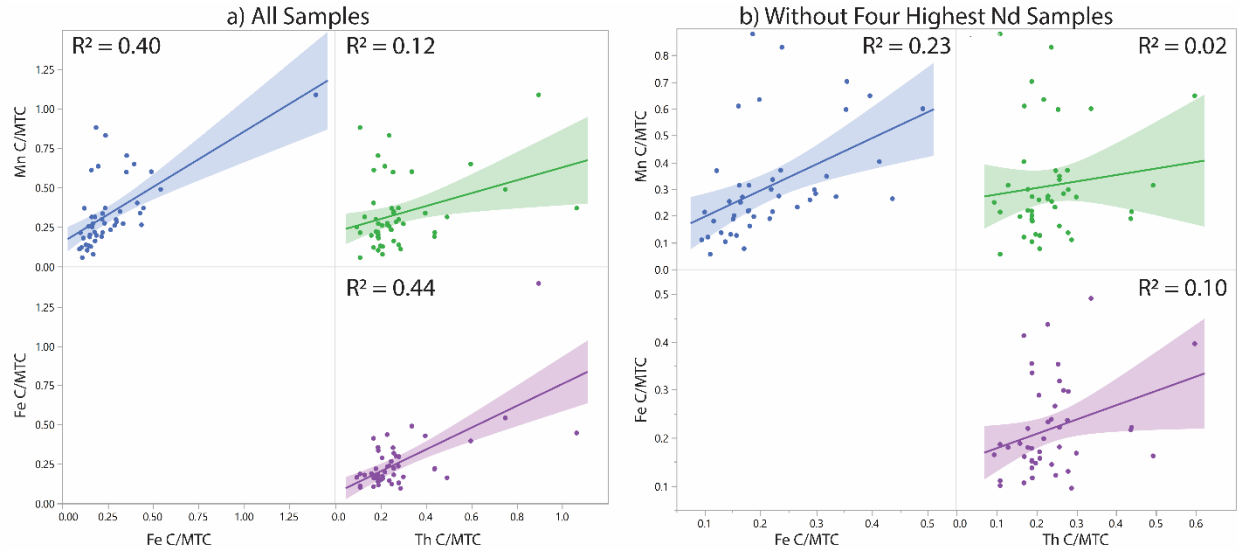 a) All Samples
b) Without Four Highest Nd Samples
R² = 0.40
R² = 0.12
R² = 0.23
R² = 0.02
Mn C/MTC
1.25
1.00
0.75
0.50
0.25
0.00
Mn C/MTC
0.8
0.7
0.6
0.5
0.4
0.3
0.2
0.1
0.0
R² = 0.44
R² = 0.10
Fe C/MTC
1.25
1.00
0.75
0.50
0.25
0.00
Fe C/MTC
0.5
0.4
0.3
0.2
0.1
0.00 0.25 0.50 0.75 1.00 1.25
0.0 0.2 0.4 0.6 0.8 1.0
0.1 0.2 0.3 0.4 0.5
0.0 0.1 0.2 0.3 0.4 0.5 0.6
Fe C/MTC
Th C/MTC
Fe C/MTC
Th C/MTC